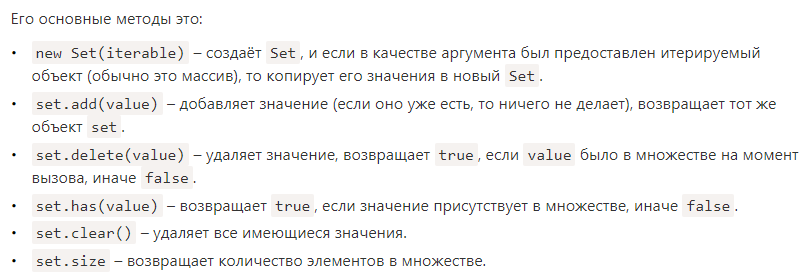 Его основные методы это:
• new Set(iterable) – создаёт Set, и если в качестве аргумента был предоставлен итерируемый
объект (обычно это массив), то копирует его значения в новый Set.
• set.add(value) – добавляет значение (если оно уже есть, то ничего не делает), возвращает тот же
объект set.
• set.delete(value) – удаляет значение, возвращает true, если value было в множестве на момент
вызова, иначе false.
• set.has(value) – возвращает true, если значение присутствует в множестве, иначе false.
• set.clear() – удаляет все имеющиеся значения.
• set.size – возвращает количество элементов в множестве.